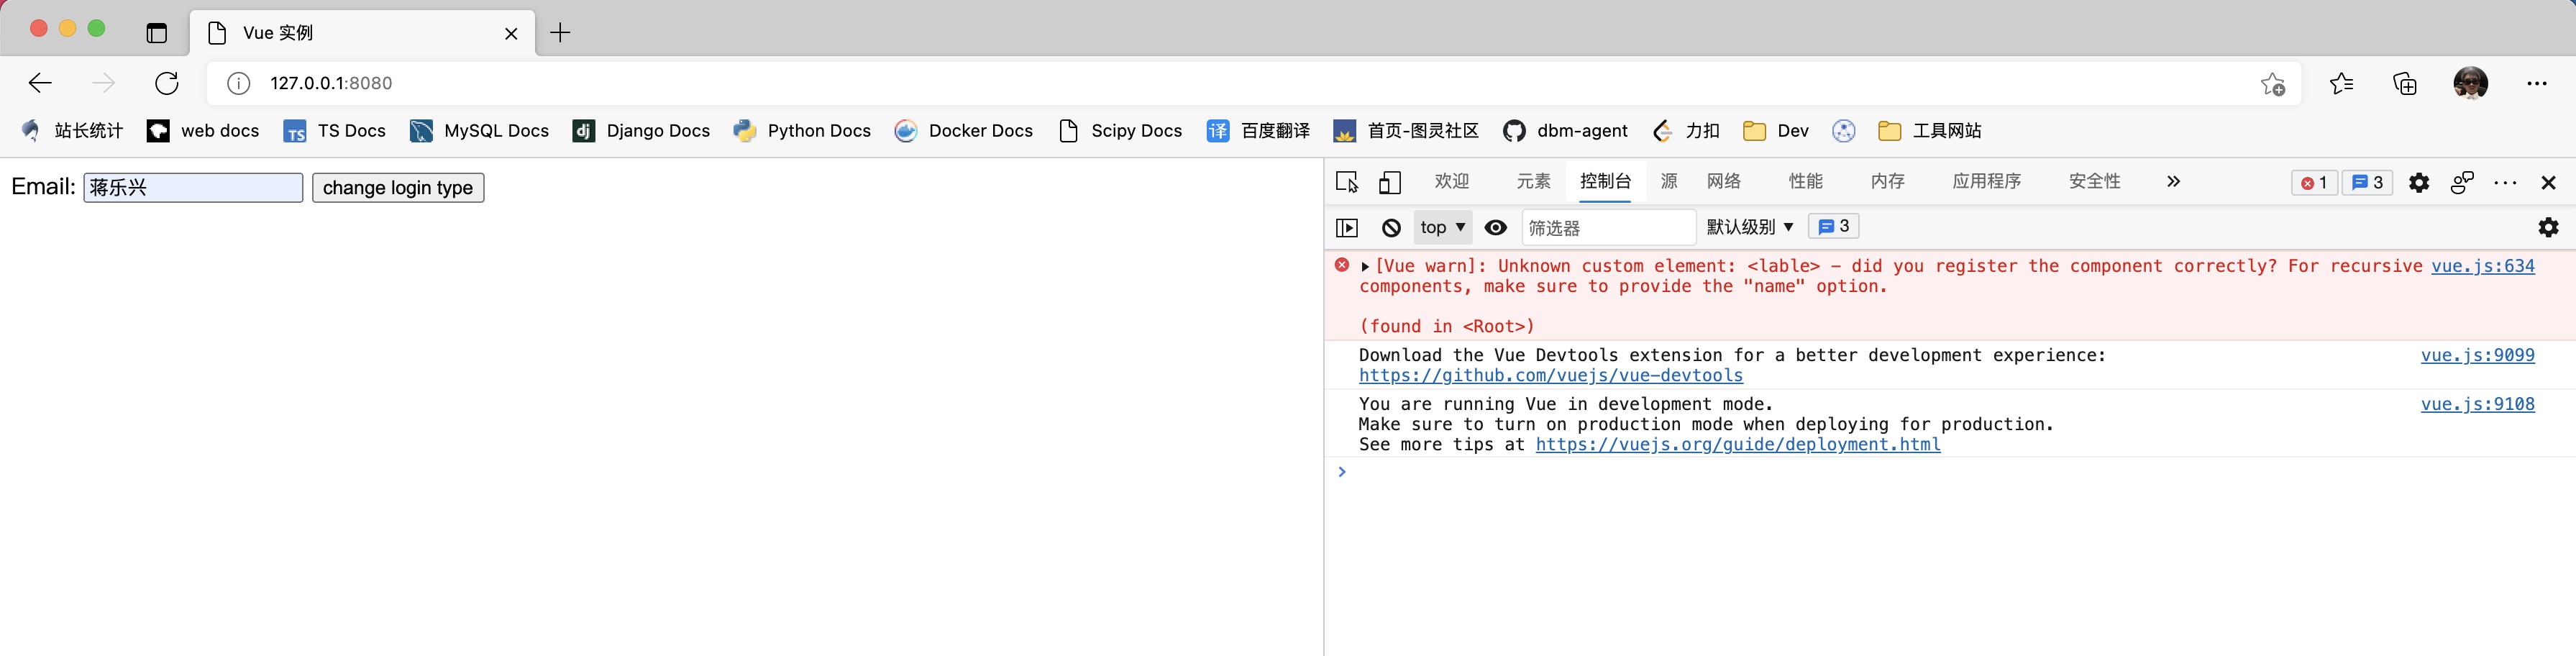 Vue 实例
127.0.0.1:8080
站长统计 web docs TS Docs MySQL Docs Django Docs Python Docs Docker Docs Scipy Docs 百度翻译 首页-图灵社区 dbm-agent 力扣 Dev 工具网站
Email: 蒋乐兴 change login type
欢迎 元素 控制台 源 网络 性能 内存 应用程序 安全性 1 3
top 筛选器 默认级别 3
[Vue warn]: Unknown custom element: <lable> - did you register the component correctly? For recursive vue.js:634
components, make sure to provide the "name" option.
(found in <Root>)
Download the Vue Devtools extension for a better development experience: vue.js:9099
https://github.com/vuejs/vue-devtools
You are running Vue in development mode. vue.js:9108
Make sure to turn on production mode when deploying for production.
See more tips at https://vuejs.org/guide/deployment.html